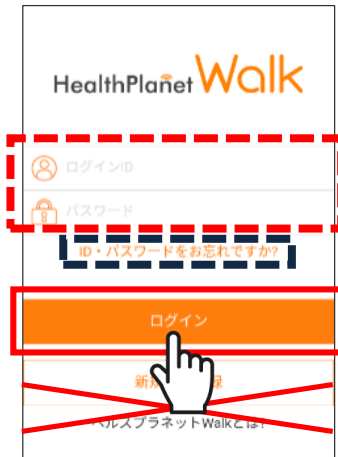 HealthPlanet Walk
ログインID
パスワード
ID・パスワードをお忘れですか?
ログイン
新規 録
ヘルスプラネットWalkとは?